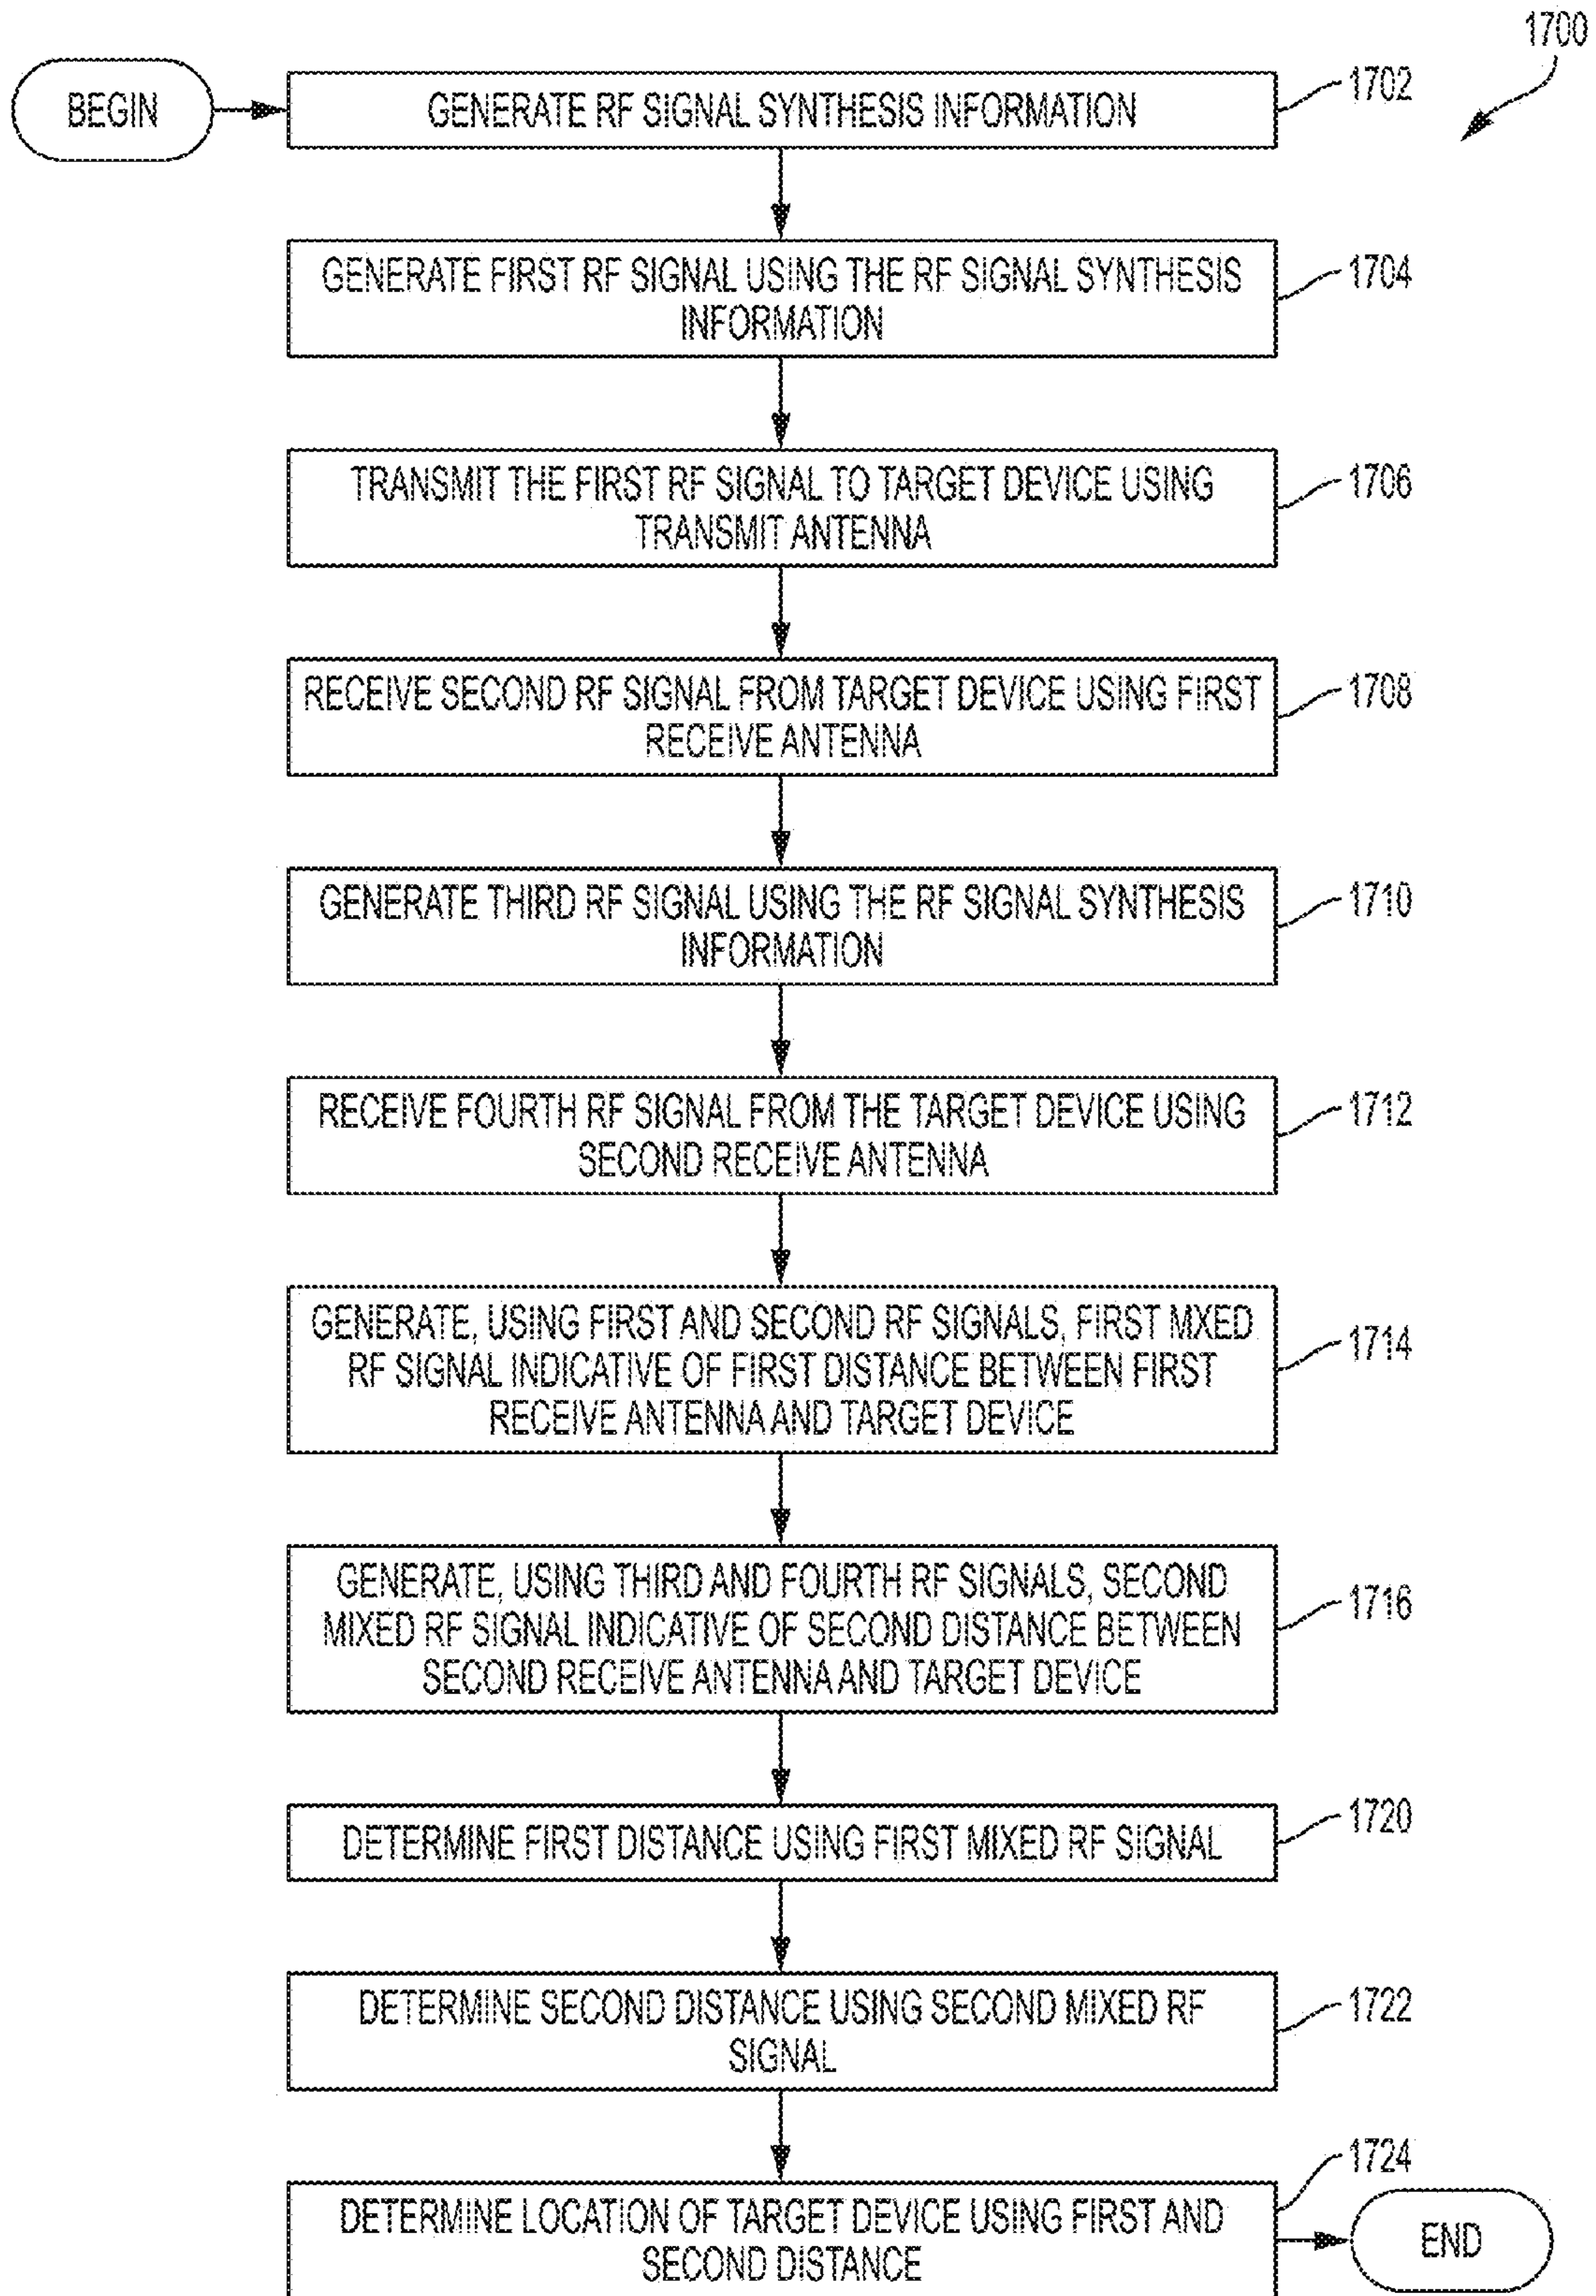 1700
BEGIN
GENERATE RF SIGNAL SYNTHESIS INFORMATION
1702
GENERATE FIRST RF SIGNAL USING THE RF SIGNAL SYNTHESIS
INFORMATION
1704
TRANSMIT THE FIRST RF SIGNAL TO TARGET DEVICE USING
TRANSMIT ANTENNA
1706
RECEIVE SECOND RF SIGNAL FROM TARGET DEVICE USING FIRST
RECEIVE ANTENNA
1708
GENERATE THIRD RF SIGNAL USING THE RF SIGNAL SYNTHESIS
INFORMATION
1710
RECEIVE FOURTH RF SIGNAL FROM THE TARGET DEVICE USING
SECOND RECEIVE ANTENNA
1712
GENERATE, USING FIRST AND SECOND RF SIGNALS, FIRST MXED
RF SIGNAL INDICATIVE OF FIRST DISTANCE BETWEEN FIRST
RECEIVE ANTENNA AND TARGET DEVICE
1714
GENERATE, USING THIRD AND FOURTH RF SIGNALS, SECOND
MIXED RF SIGNAL INDICATIVE OF SECOND DISTANCE BETWEEN
SECOND RECEIVE ANTENNA AND TARGET DEVICE
1716
DETERMINE FIRST DISTANCE USING FIRST MIXED RF SIGNAL
1720
DETERMINE SECOND DISTANCE USING SECOND MIXED RF
SIGNAL
1722
DETERMINE LOCATION OF TARGET DEVICE USING FIRST AND
SECOND DISTANCE
1724
END